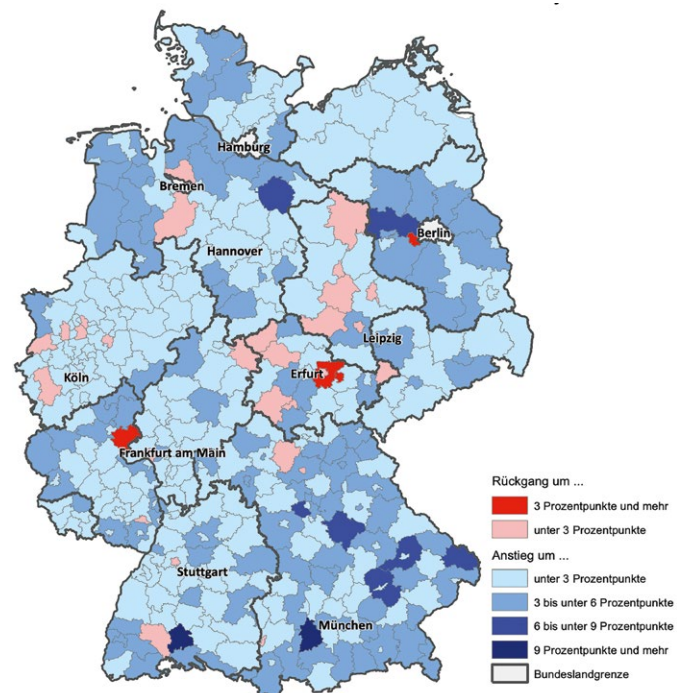 Hamburg
Bremen
Berlin
Hannover
Leipzig
Köln
Erfurt
Frankfurt am Main
Stuttgart
München
Rückgang um ...
3 Prozentpunkte und mehr
unter 3 Prozentpunkte
Anstieg um ...
unter 3 Prozentpunkte
3 bis unter 6 Prozentpunkte
6 bis unter 9 Prozentpunkte
9 Prozentpunkte und mehr
Bundeslandgrenze